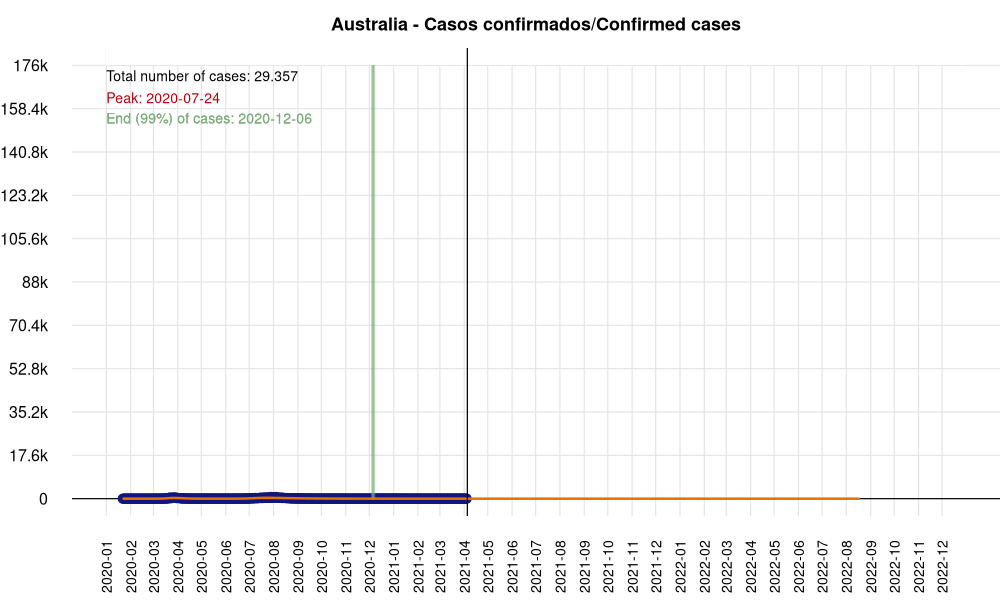 Australia - Casos confirmados/Confirmed cases
Total number of cases: 29.357
Peak: 2020-07-24
End (99%) of cases: 2020-12-06
176k
158.4k
140.8k
123.2k
105.6k
88k
70.4k
52.8k
35.2k
17.6k
0
2020-01
2020-02
2020-03
2020-04
2020-05
2020-06
2020-07
2020-08
2020-09
2020-10
2020-11
2020-12
2021-01
2021-02
2021-03
2021-04
2021-05
2021-06
2021-07
2021-08
2021-09
2021-10
2021-11
2021-12
2022-01
2022-02
2022-03
2022-04
2022-05
2022-06
2022-07
2022-08
2022-09
2022-10
2022-11
2022-12